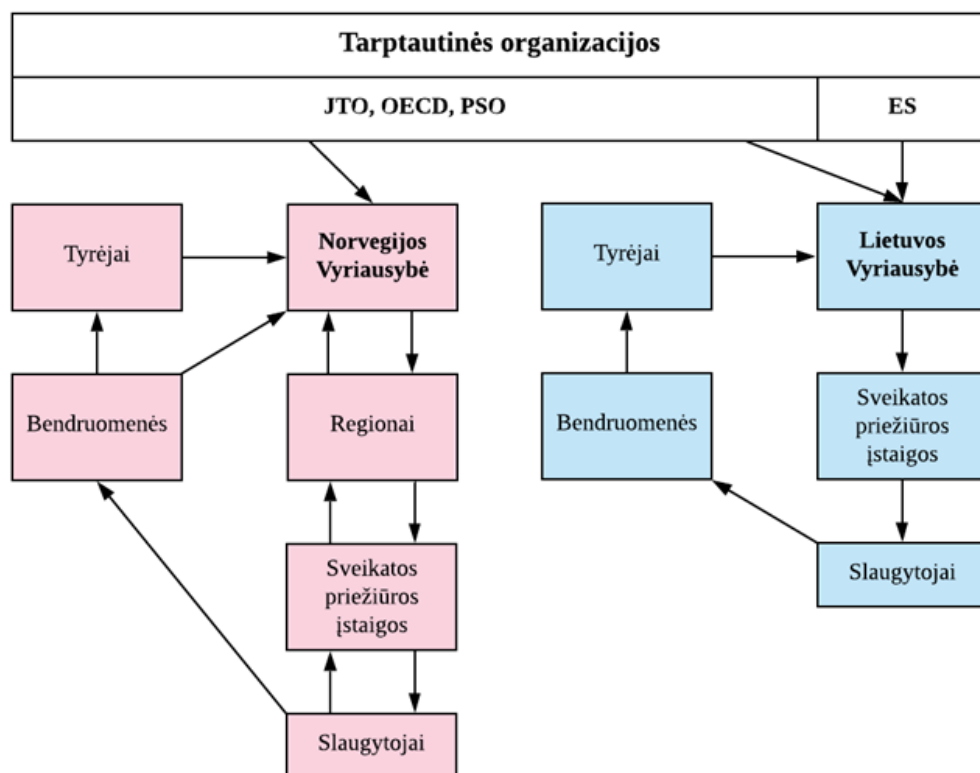 Tarptautinės organizacijos
JTO, OECD, PSO
ES
Tyrėjai
Norvegijos
Vyriausybė
Tyrėjai
Lietuvos
Vyriausybė
Bendruomenės
Regionai
Bendruomenės
Sveikatos
priežiūros
įstaigos
Sveikatos
priežiūros
įstaigos
Slaugytojai
Slaugytojai